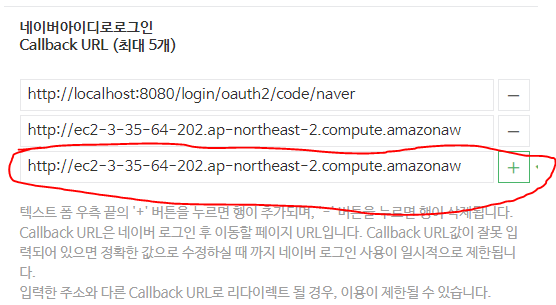 네이버아이디로로그인
Callback URL (최대 5개)
http://localhost:8080/login/oauth2/code/naver
http://ec2-3-35-64-202.ap-northeast-2.compute.amazonaw
http://ec2-3-35-64-202.ap-northeast-2.compute.amazonaw
텍스트 폼 우측 끝의 '+' 버튼을 누르면 행이 추가되며, '-' 버튼을 누르면 행이 삭제됩니다.
Callback URL은 네이버 로그인 후 이동할 페이지 URL입니다. Callback URL값이 잘못 입
력되어 있으면 정확한 값으로 수정하실 때 까지 네이버 로그인 사용이 일시적으로 제한됩니
다.
입력한 주소와 다른 Callback URL로 리다이렉트 될 경우, 이용이 제한될 수 있습니다.